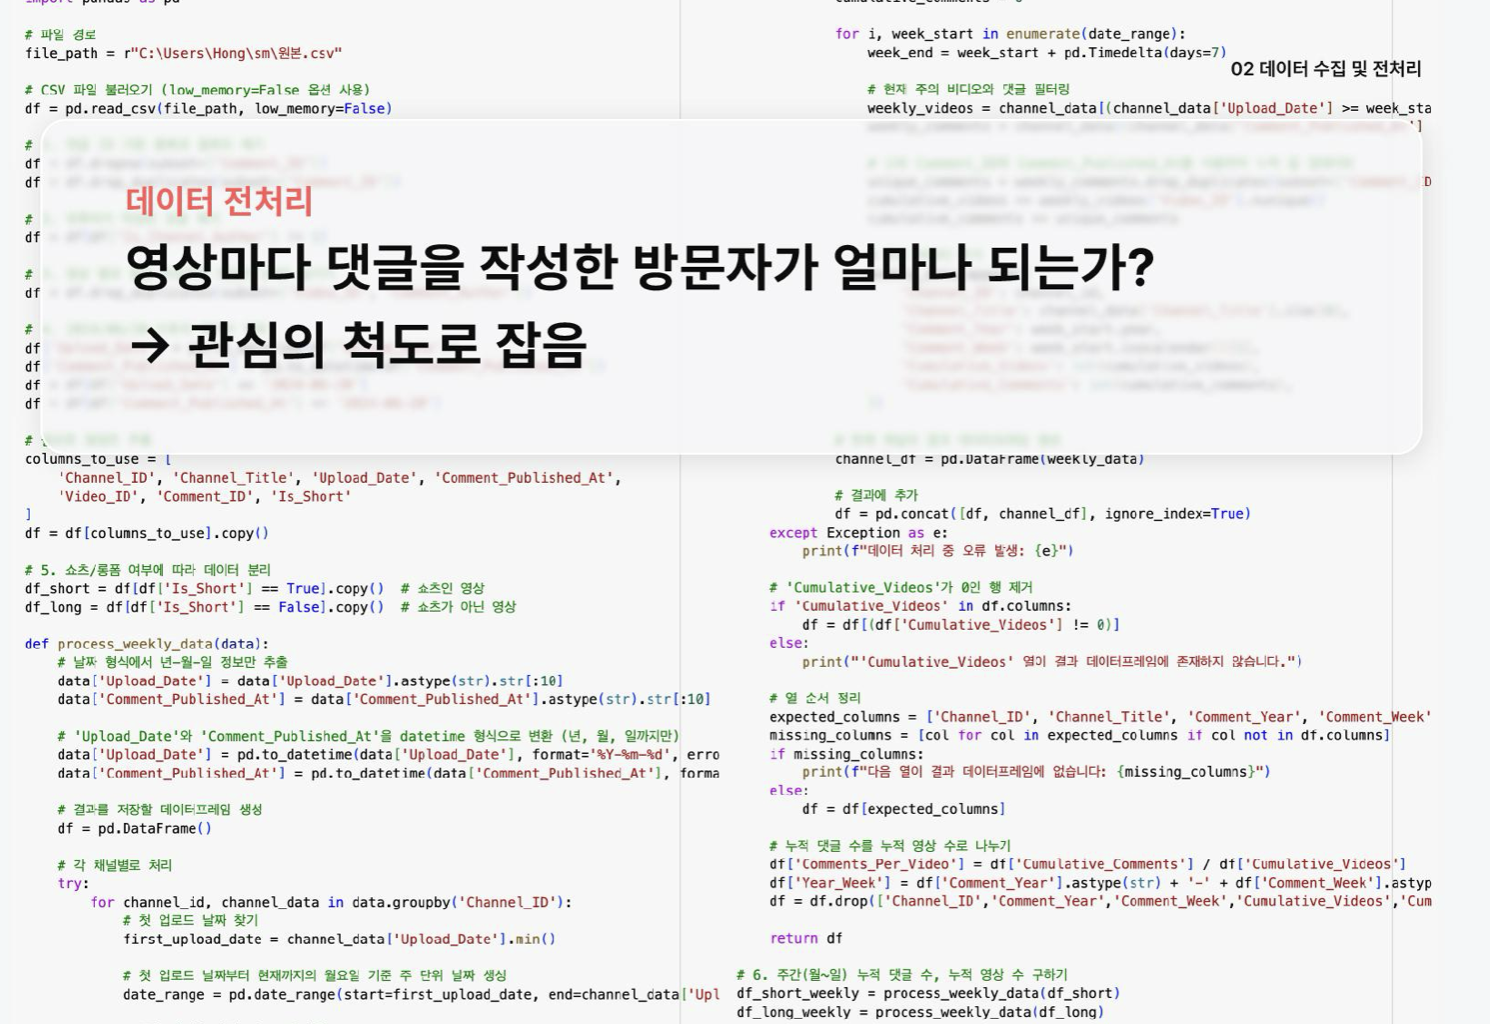 02 데이터 수집 및 전처리
데이터 전처리
영상마다 댓글을 작성한 방문자가 얼마나 되는가?
→ 관심의 척도로 잡음
import pandas as pd
# 파일 경로
file_path = r"C:\Users\Hong\sm\원본.csv"
# CSV 파일 불러오기 (low_memory=False 옵션 사용)
df = pd.read_csv(file_path, low_memory=False)
#
df
df
#
df
#
df
#
df
df
df
df
#
columns_to_use = [
'Channel_ID', 'Channel_Title', 'Upload_Date', 'Comment_Published_At',
'Video_ID', 'Comment_ID', 'Is_Short'
]
df = df[columns_to_use].copy()
# 5. 쇼츠/롱폼 여부에 따라 데이터 분리
df_short = df[df['Is_Short'] == True].copy()  # 쇼츠인 영상
df_long = df[df['Is_Short'] == False].copy()  # 쇼츠가 아닌 영상
def process_weekly_data(data):
# 날짜 형식에서 년-월-일 정보만 추출
data['Upload_Date'] = data['Upload_Date'].astype(str).str[:10]
data['Comment_Published_At'] = data['Comment_Published_At'].astype(str).str[:10]
# 'Upload_Date'와 'Comment_Published_At'을 datetime 형식으로 변환 (년, 월, 일까지만)
data['Upload_Date'] = pd.to_datetime(data['Upload_Date'], format='%Y-%m-%d', erro
data['Comment_Published_At'] = pd.to_datetime(data['Comment_Published_At'], forma
# 결과를 저장할 데이터프레임 생성
df = pd.DataFrame()
# 각 채널별로 처리
try:
for channel_id, channel_data in data.groupby('Channel_ID'):
# 첫 업로드 날짜 찾기
first_upload_date = channel_data['Upload_Date'].min()
# 첫 업로드 날짜부터 현재까지의 월요일 기준 주 단위 날짜 생성
date_range = pd.date_range(start=first_upload_date, end=channel_data['Upl
cumulative_comments = 0
for i, week_start in enumerate(date_range):
week_end = week_start + pd.Timedelta(days=7)
# 현재 주의 비디오와 댓글 필터링
weekly_videos = channel_data[(channel_data['Upload_Date'] >= week_sta
channel_df = pd.DataFrame(weekly_data)
# 결과에 추가
df = pd.concat([df, channel_df], ignore_index=True)
except Exception as e:
print(f"데이터 처리 중 오류 발생: {e}")
# 'Cumulative_Videos'가 0인 행 제거
if 'Cumulative_Videos' in df.columns:
df = df[(df['Cumulative_Videos'] != 0)]
else:
print("'Cumulative_Videos' 열이 결과 데이터프레임에 존재하지 않습니다.")
# 열 순서 정리
expected_columns = ['Channel_ID', 'Channel_Title', 'Comment_Year', 'Comment_Week'
missing_columns = [col for col in expected_columns if col not in df.columns]
if missing_columns:
print(f"다음 열이 결과 데이터프레임에 없습니다: {missing_columns}")
else:
df = df[expected_columns]
# 누적 댓글 수를 누적 영상 수로 나누기
df['Comments_Per_Video'] = df['Cumulative_Comments'] / df['Cumulative_Videos']
df['Year_Week'] = df['Comment_Year'].astype(str) + '-' + df['Comment_Week'].astyp
df = df.drop(['Channel_ID','Comment_Year','Comment_Week','Cumulative_Videos','Cum
return df
# 6. 주간(월~일) 누적 댓글 수, 누적 영상 수 구하기
df_short_weekly = process_weekly_data(df_short)
df_long_weekly = process_weekly_data(df_long)